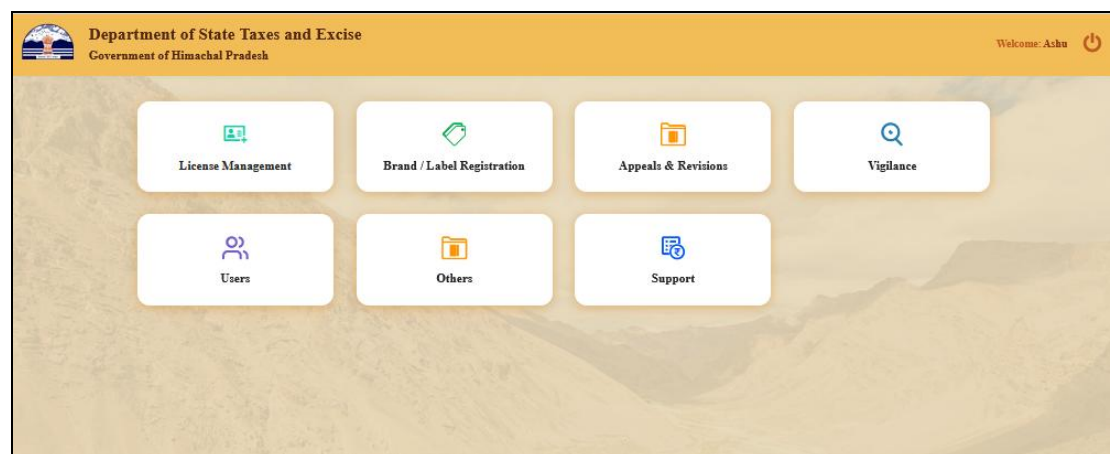 Department of State Taxes and Excise
Government of Himachal Pradesh
Welcome: Ashu
License Management
Brand / Label Registration
Appeals & Revisions
Vigilance
Users
Others
Support